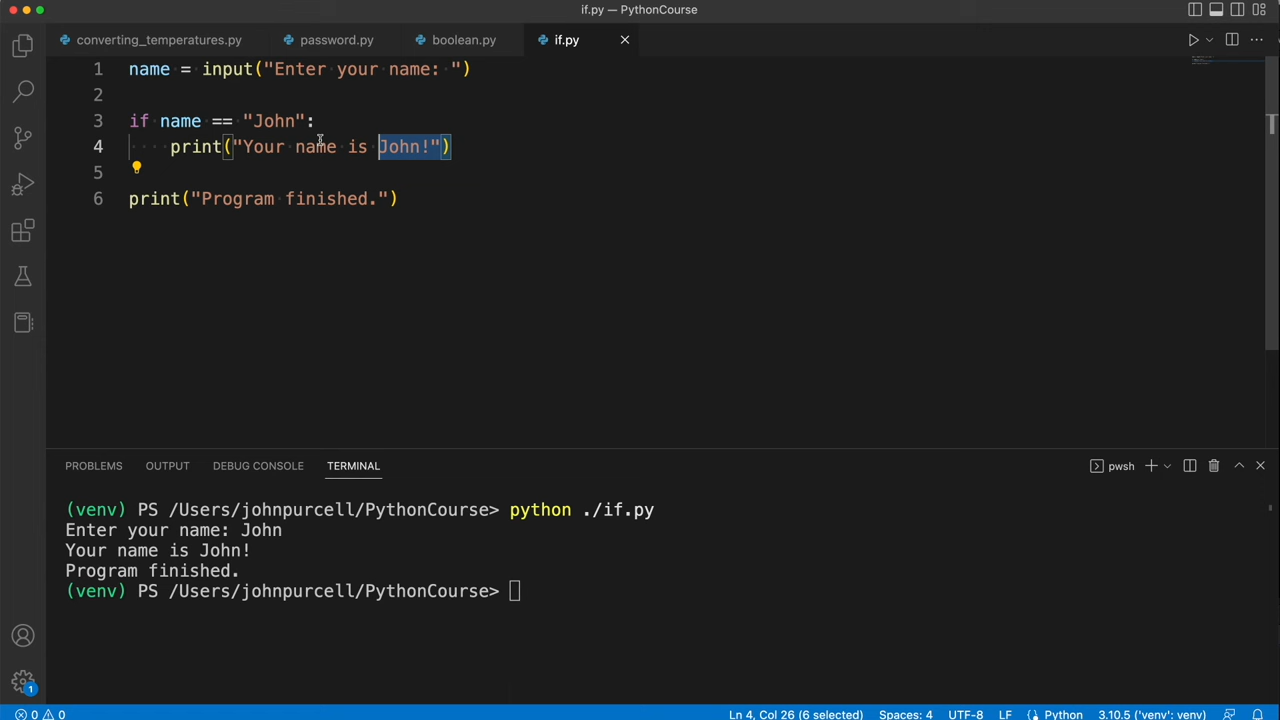 if.py — PythonCourse
converting_temperatures.py password.py boolean.py if.py
1 name = input("Enter your name: ")
2
3 if name == "John":
4 print("Your name is John!")
5
6 print("Program finished.")
PROBLEMS OUTPUT DEBUG CONSOLE TERMINAL pwsh
(venv) PS /Users/johnpurcell/PythonCourse> python ./if.py
Enter your name: John
Your name is John!
Program finished.
(venv) PS /Users/johnpurcell/PythonCourse>
1
0 0 Ln 4, Col 26 (6 selected) Spaces: 4 UTF-8 LF Python 3.10.5 ('venv': venv)